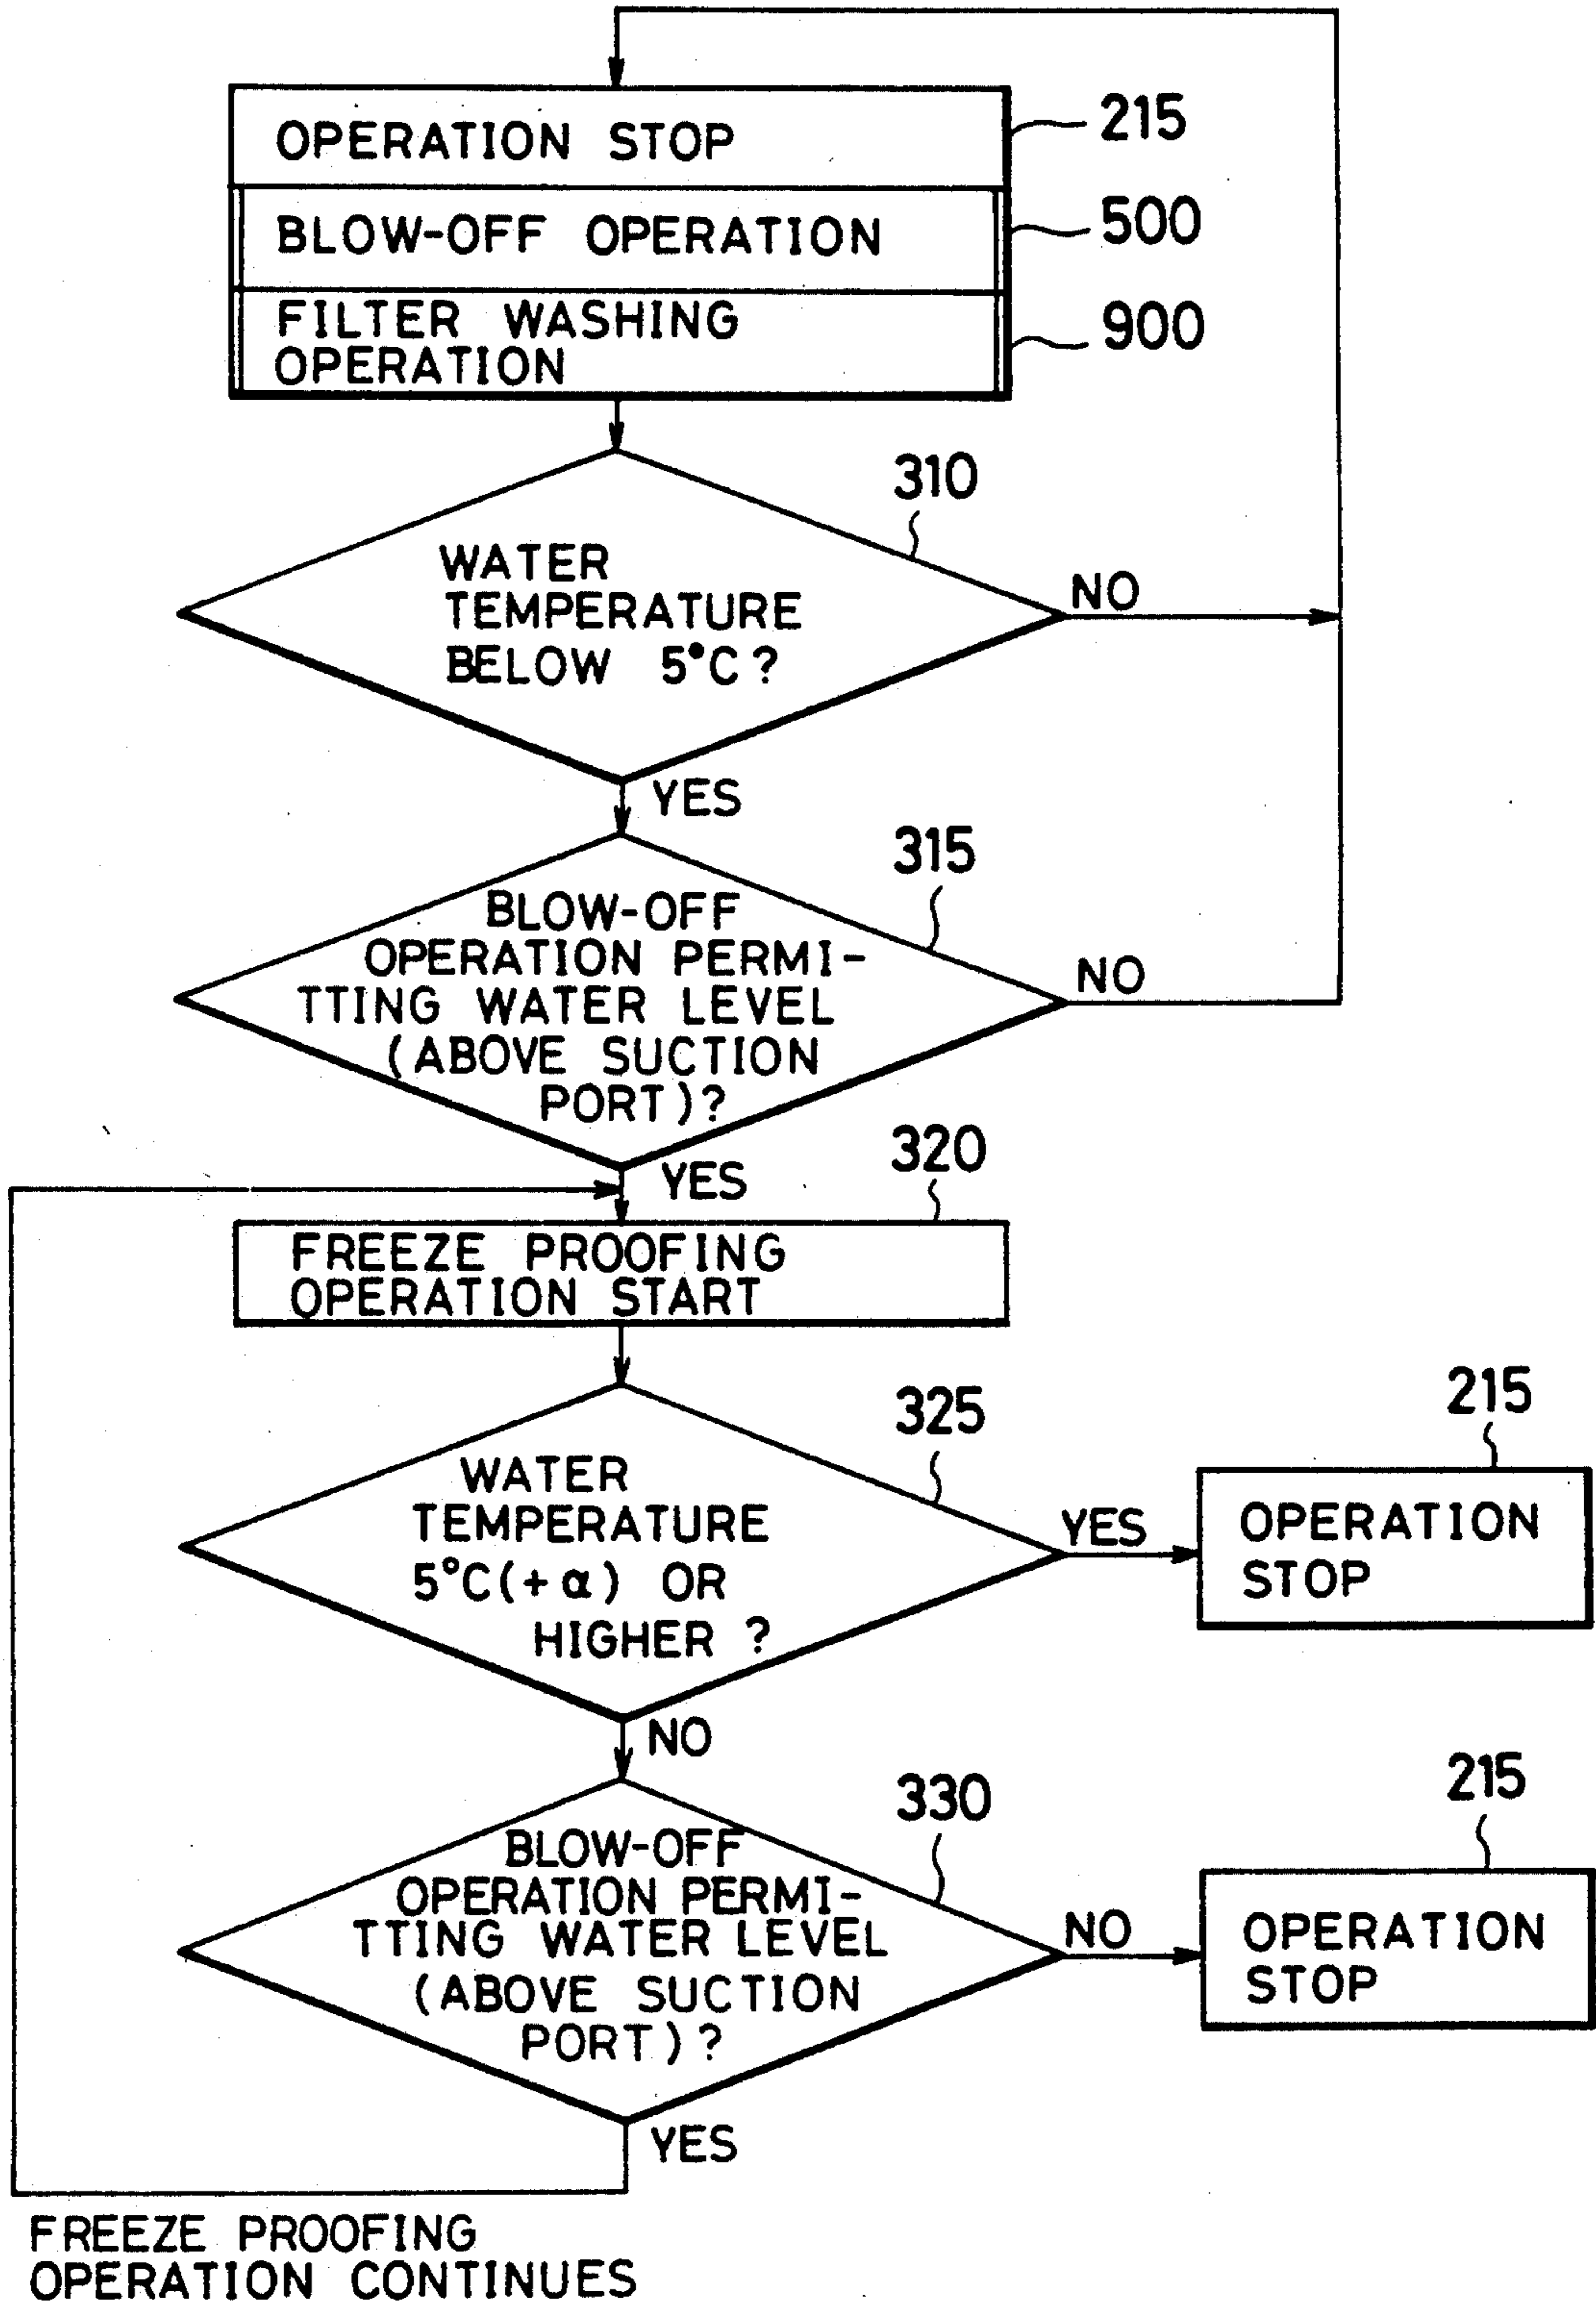 OPERATION STOP
215
BLOW-OFF OPERATION
500
FILTER WASHING
OPERATION
900
310
WATER
TEMPERATURE
BELOW 5°C?
NO
YES
315
BLOW-OFF
OPERATION PERMI-
TTING WATER LEVEL
(ABOVE SUCTION
PORT)?
NO
YES
320
FREEZE PROOFING
OPERATION START
325
WATER
TEMPERATURE
5°C(+α) OR
HIGHER ?
YES
215
OPERATION
STOP
NO
330
BLOW-OFF
OPERATION PERMI-
TTING WATER LEVEL
(ABOVE SUCTION
PORT)?
NO
215
OPERATION
STOP
YES
FREEZE PROOFING
OPERATION CONTINUES